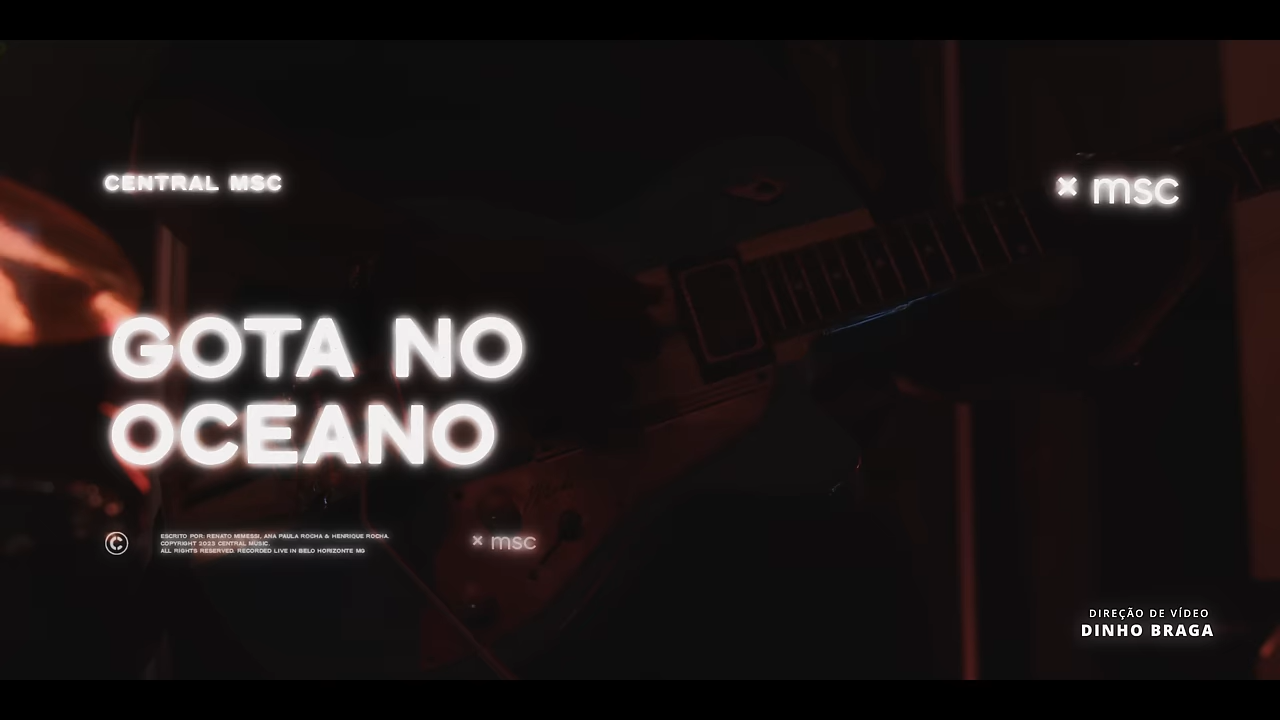 CENTRAL MSC
× msc
GOTA NO
OCEANO
ESCRITO POR: RENATO MIMESSI, ANA PAULA ROCHA & HENRIQUE ROCHA.
COPYRIGHT 2023 CENTRAL MUSIC.
ALL RIGHTS RESERVED. RECORDED LIVE IN BELO HORIZONTE MG
× msc
DIREÇÃO DE VÍDEO
DINHO BRAGA